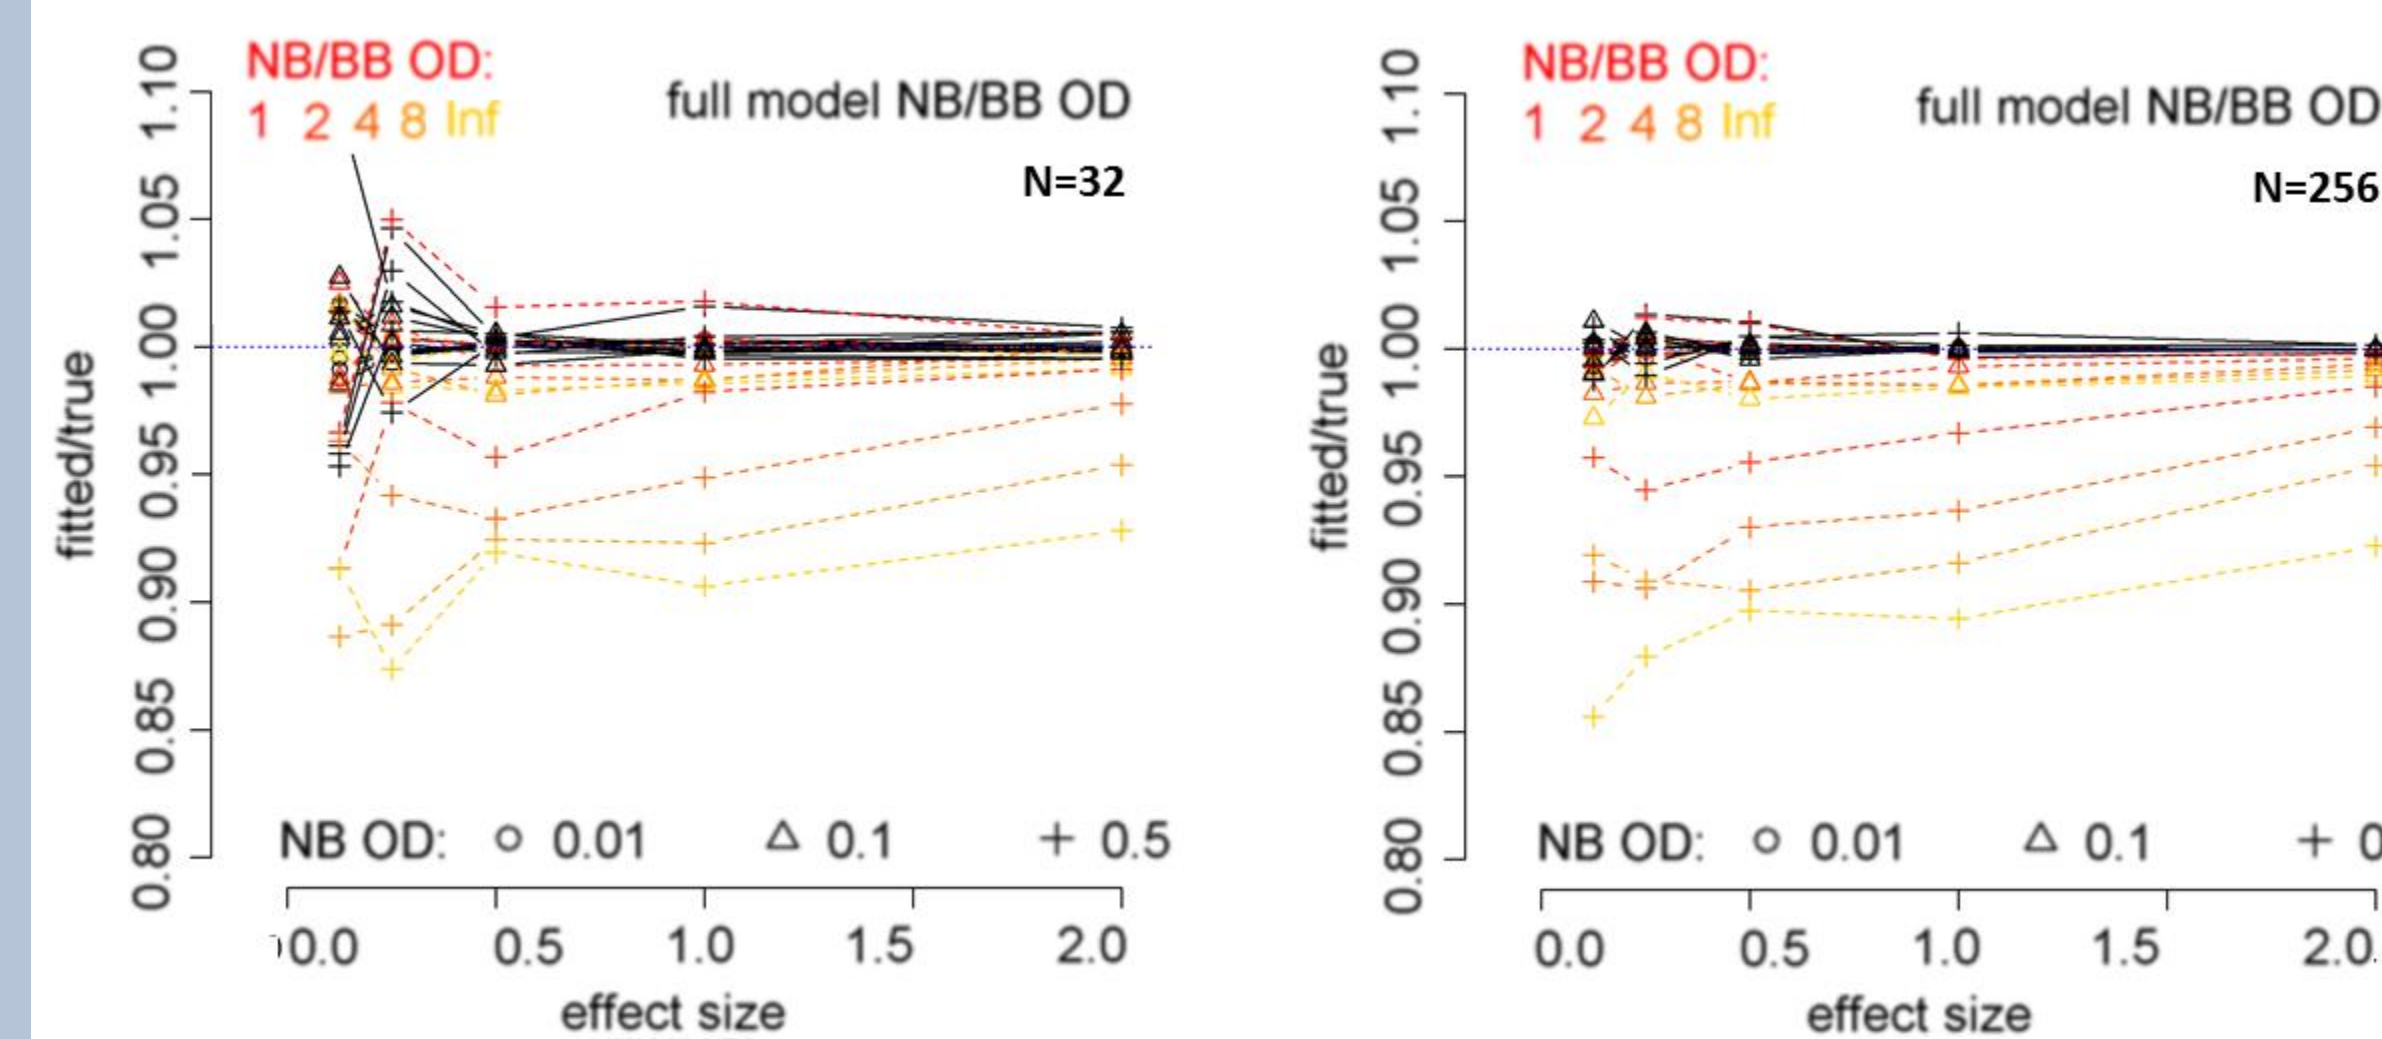 NB/BB OD:
1 2 4 8 Inf
full model NB/BB OD
N=32
1.10
1.05
1.00
0.95
0.90
0.85
0.80
fitted/true
NB OD: ○ 0.01 △ 0.1 + 0.5
0.0 0.5 1.0 1.5 2.0
effect size
NB/BB OD:
1 2 4 8 Inf
full model NB/BB OD
N=256
1.10
1.05
1.00
0.95
0.90
0.85
0.80
fitted/true
NB OD: ○ 0.01 △ 0.1 + 0
0.0 0.5 1.0 1.5 2.0
effect size